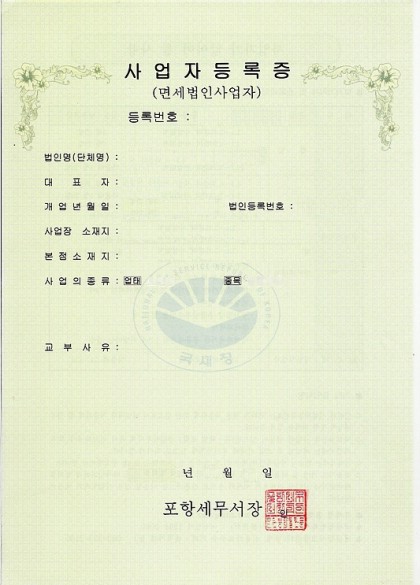 사업자등록증
(면세법인사업자)
등록번호 :
법인명(단체명) :
대 표 자 :
개 업 년 월 일 : 법인등록번호 :
사업장 소재지 :
본 점 소 재 지 :
사 업 의 종 류 : 업태 종목
국세청
교 부 사 유 :
년 월 일
포항세무서장